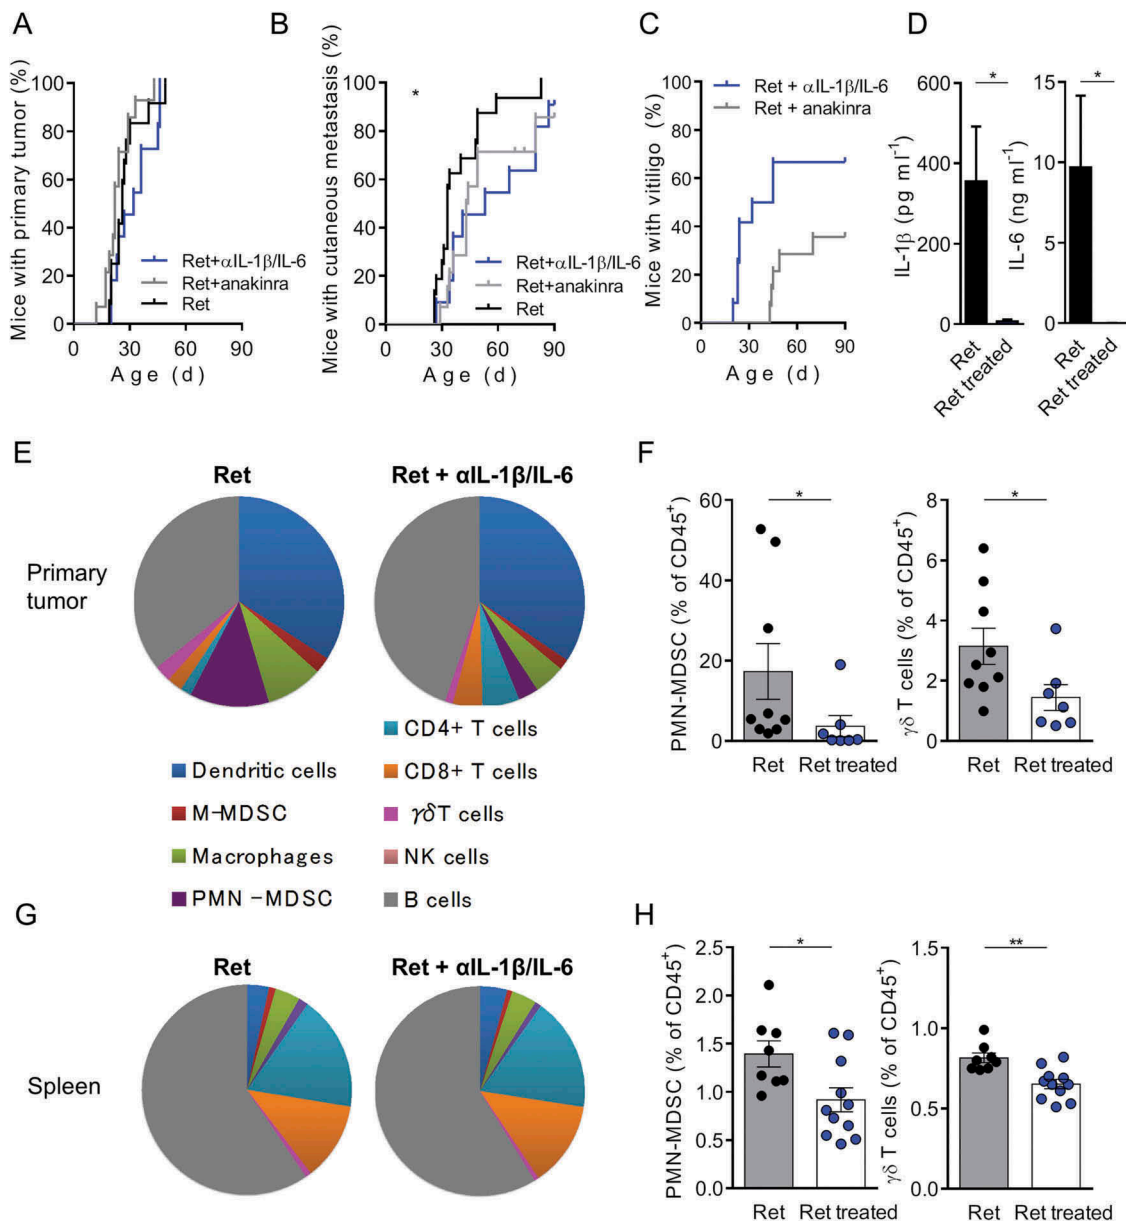 A
Mice with primary tumor (%)
100
80
60
40
20
0
0
30
60
90
Age (d)
Ret+αIL-1β/IL-6
Ret+anakinra
Ret
B
Mice with cutaneous metastasis (%)
100
80
60
40
20
0
*
0
30
60
90
Age (d)
Ret+αIL-1β/IL-6
Ret+anakinra
Ret
C
Mice with vitiligo (%)
Ret + αIL-1β/IL-6
Ret + anakinra
100
80
60
40
20
0
0
30
60
90
Age (d)
D
IL-1β (pg ml⁻¹)
600
400
200
0
*
Ret
Ret treated
IL-6 (ng ml⁻¹)
15
10
5
0
*
Ret
Ret treated
E
Ret
Ret + αIL-1β/IL-6
Primary
tumor
CD4+ T cells
Dendritic cells
CD8+ T cells
M-MDSC
γδT cells
Macrophages
NK cells
PMN -MDSC
B cells
F
PMN-MDSC (% of CD45⁺)
60
40
20
0
*
Ret
Ret treated
γδ T cells (% of CD45⁺)
8
6
4
2
0
*
Ret
Ret treated
G
Ret
Ret + αIL-1β/IL-6
Spleen
H
PMN-MDSC (% of CD45⁺)
2.5
2.0
1.5
1.0
0.5
0.0
*
Ret
Ret treated
γδ T cells (% of CD45⁺)
1.5
1.0
0.5
0.0
**
Ret
Ret treated